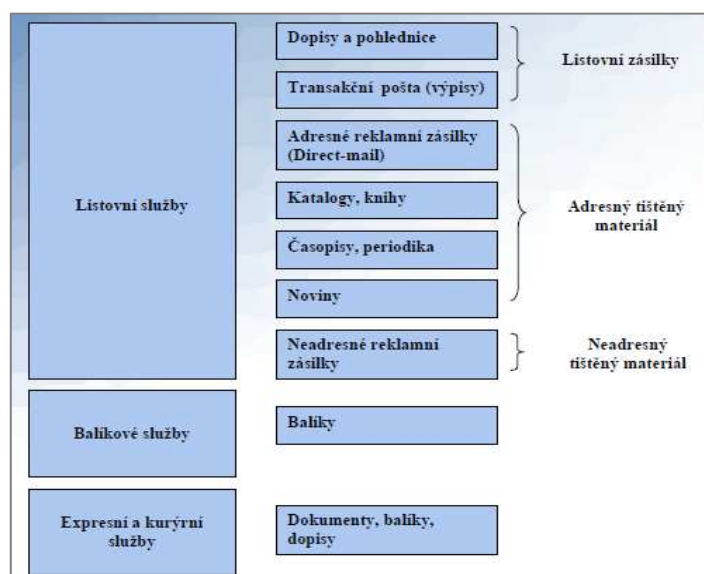 Listovní služby
Dopisy a pohlednice
Transakční pošta (výpisy)
Listovní zásilky
Adresné reklamní zásilky
(Direct-mail)
Katalogy, knihy
Časopisy, periodika
Noviny
Adresný tištěný
materiál
Neadresné reklamní
zásilky
Neadresný
tištěný materiál
Balíkové služby
Balíky
Expresní a kurýrní
služby
Dokumenty, balíky,
dopisy